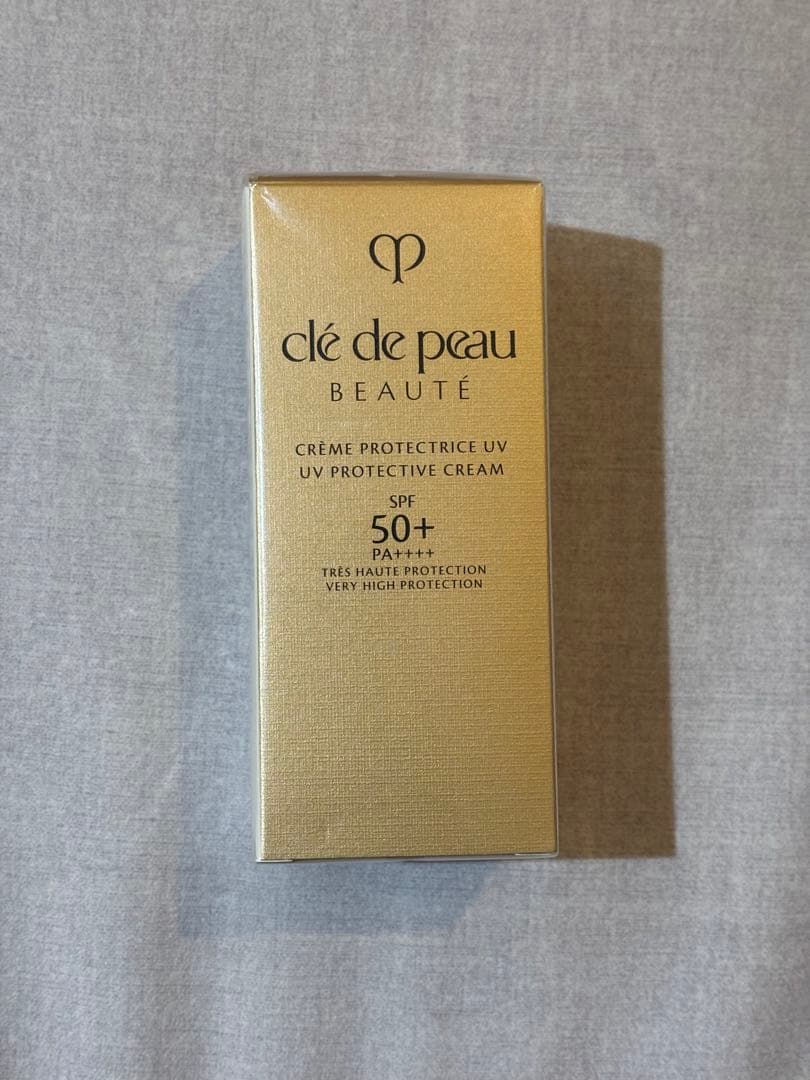 clé de peau
BEAUTÉ
CRÈME PROTECTRICE UV
UV PROTECTIVE CREAM
SPF
50+
PA++++
TRÈS HAUTE PROTECTION
VERY HIGH PROTECTION